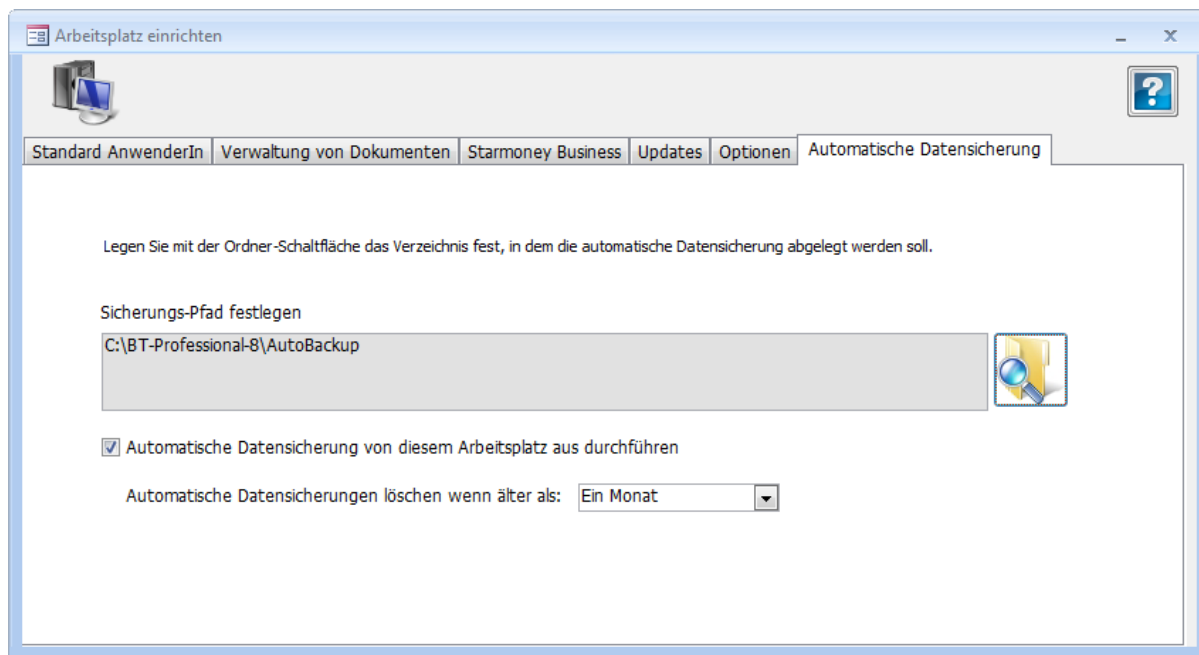 Arbeitsplatz einrichten
?
Standard AnwenderIn Verwaltung von Dokumenten Starmoney Business Updates Optionen Automatische Datensicherung
Legen Sie mit der Ordner-Schaltfläche das Verzeichnis fest, in dem die automatische Datensicherung abgelegt werden soll.
Sicherungs-Pfad festlegen
C:\BT-Professional-8\AutoBackup
Automatische Datensicherung von diesem Arbeitsplatz aus durchführen
Automatische Datensicherungen löschen wenn älter als: Ein Monat